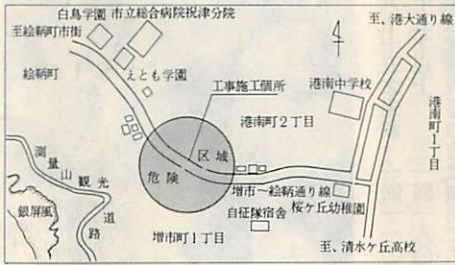 白鳥学園 市立総合病院祝津分院
至絵鞆町市街
至、港大通り線
絵鞆町
えとも学園
工事施工個所
港南中学校
港南町1丁目
港南町2丁目
区域
危険
測量山観光道路
増市〜絵鞆通り線
桜ケ丘幼稚園
銀屏風
自衛隊宿舎
増市町1丁目
至、清水ケ丘高校